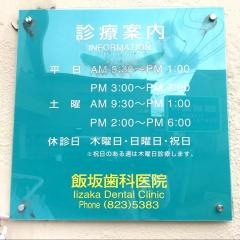 診療案内
INFORMATION
平 日 AM 9:30〜PM 1:00
PM 3:00〜PM 7:00
土 曜 AM 9:30〜PM 1:00
PM 2:00〜PM 6:00
休診日 木曜日・日曜日・祝日
※祝日のある週は木曜日診療します。
飯坂歯科医院
Iizaka Dental Clinic
Phone (823)5383